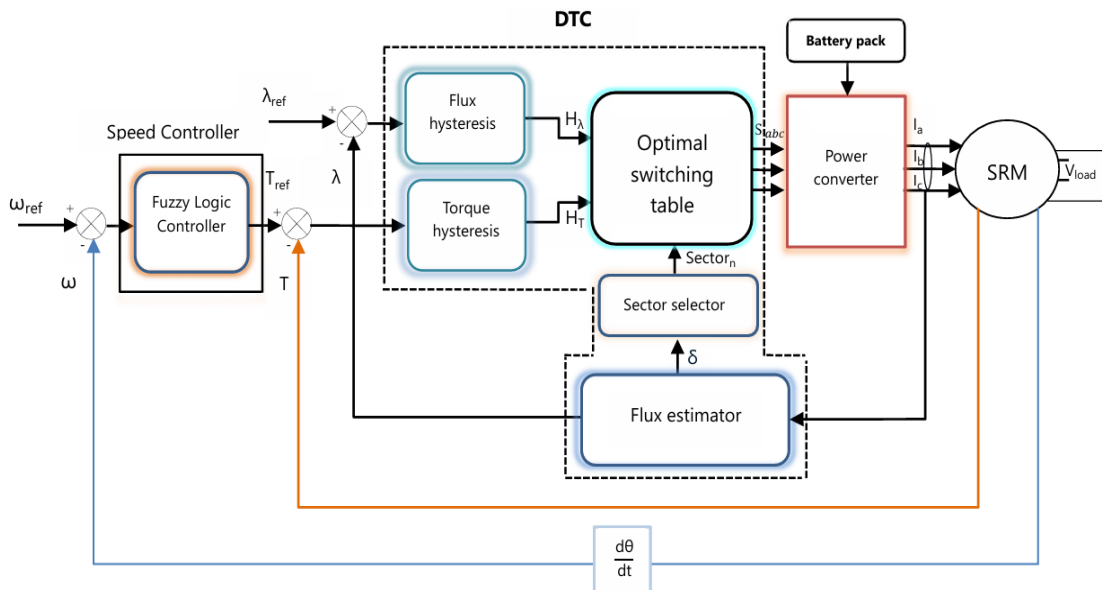 DTC
Battery pack
λref
+
-
Flux
hysteresis
Hλ
Optimal
switching
table
Sabc
Power
converter
Ia
Ib
Ic
SRM
Vload
Speed Controller
Fuzzy Logic
Controller
ωref
+
-
ω
Tref
+
-
T
λ
Torque
hysteresis
HT
Sectorn
Sector selector
δ
Flux estimator
dθ
dt